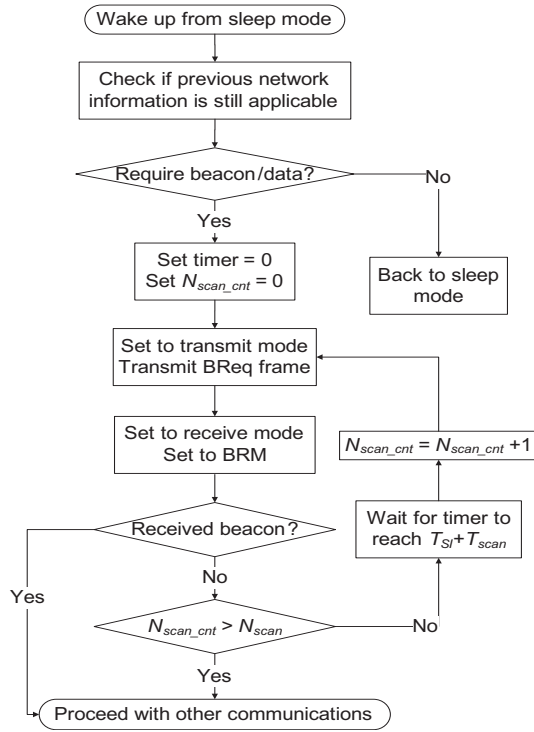 Wake up from sleep mode
Check if previous network
information is still applicable
Require beacon/data?
No
Yes
Set timer = 0
Set N_scan_cnt = 0
Back to sleep
mode
Set to transmit mode
Transmit BReq frame
Set to receive mode
Set to BRM
N_scan_cnt = N_scan_cnt +1
Wait for timer to
reach T_SI+T_scan
Received beacon?
Yes
No
N_scan_cnt > N_scan
No
Yes
Proceed with other communications